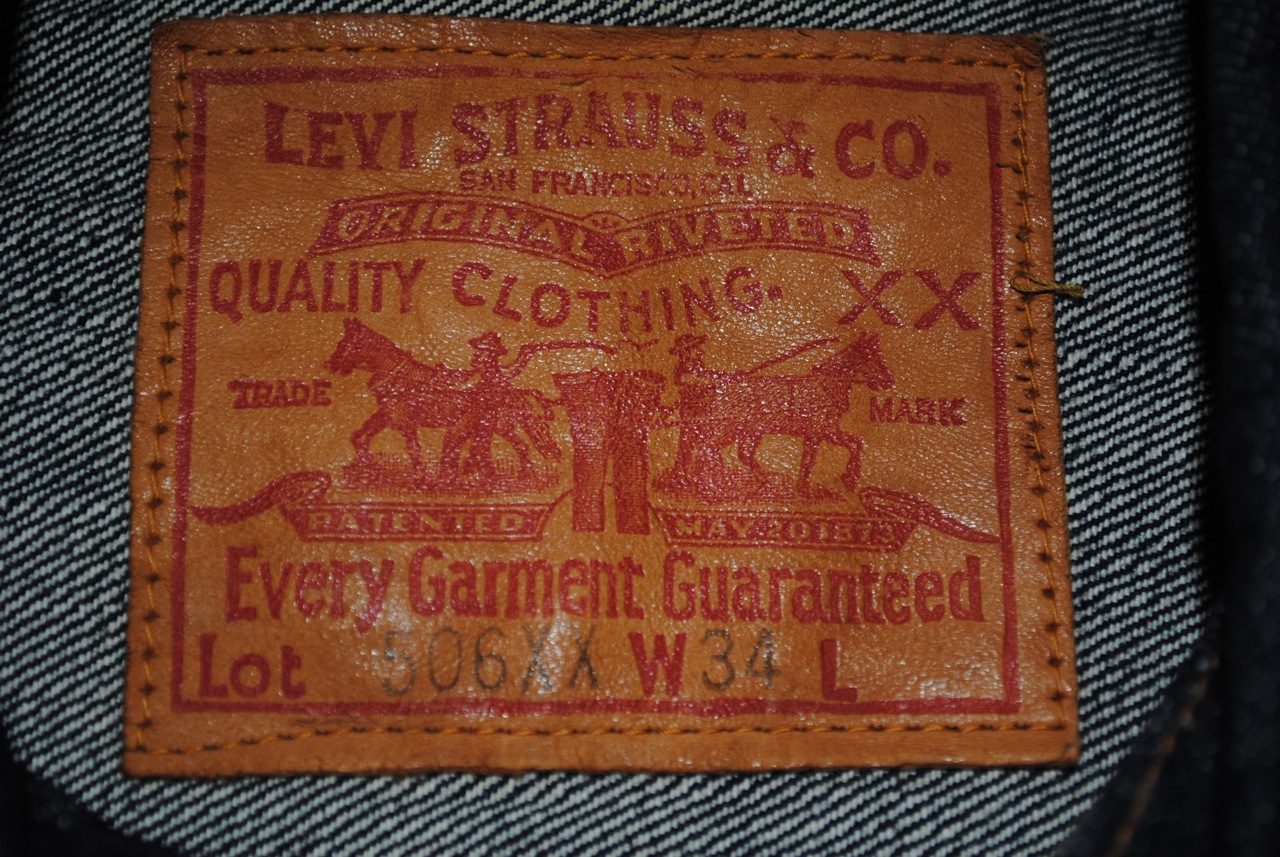 LEVI STRAUSS & CO.
SAN FRANCISCO, CAL
ORIGINAL RIVETED
QUALITY CLOTHING. XX
TRADE MARK
PATENTED MAY 20 1873
Every Garment Guaranteed
Lot 506XX W 34 L